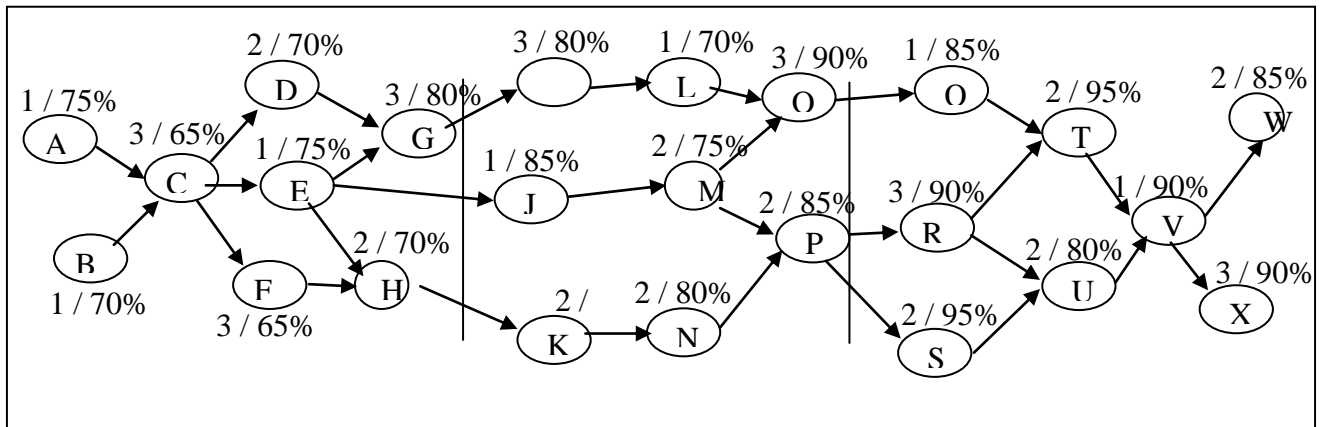 2 / 70%
3 / 80%
1 / 70%
3 / 90%
1 / 85%
2 / 85%
1 / 75%
D
3 / 80%
L
O
O
2 / 95%
W
A
3 / 65%
G
T
1 / 75%
2 / 75%
C
E
1 / 85%
M
3 / 90%
1 / 90%
J
2 / 85%
R
V
B
2 / 70%
P
2 / 80%
1 / 70%
F
H
2 /
2 / 80%
U
3 / 90%
3 / 65%
K
N
2 / 95%
X
S